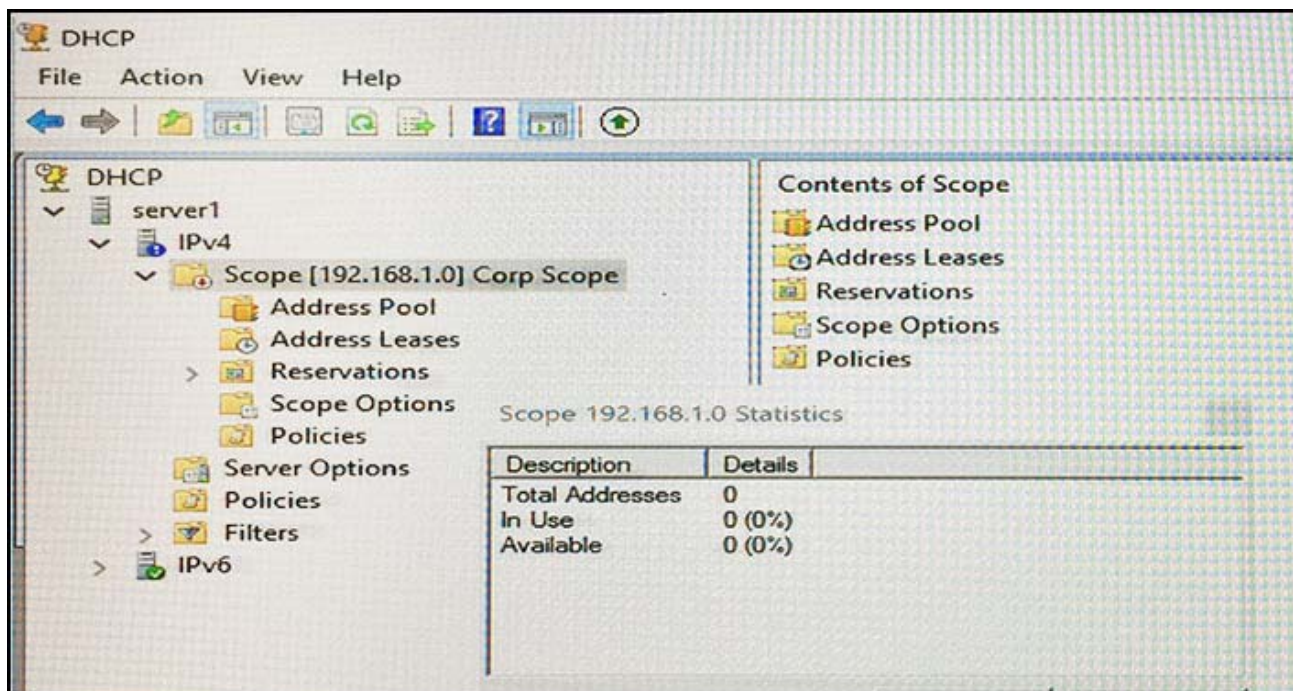 DHCP
File Action View Help
DHCP
server1
IPv4
Scope [192.168.1.0] Corp Scope
Address Pool
Address Leases
Reservations
Scope Options
Policies
Server Options
Policies
Filters
IPv6
Contents of Scope
Address Pool
Address Leases
Reservations
Scope Options
Policies
Scope 192.168.1.0 Statistics
Description Details
Total Addresses 0
In Use 0 (0%)
Available 0 (0%)